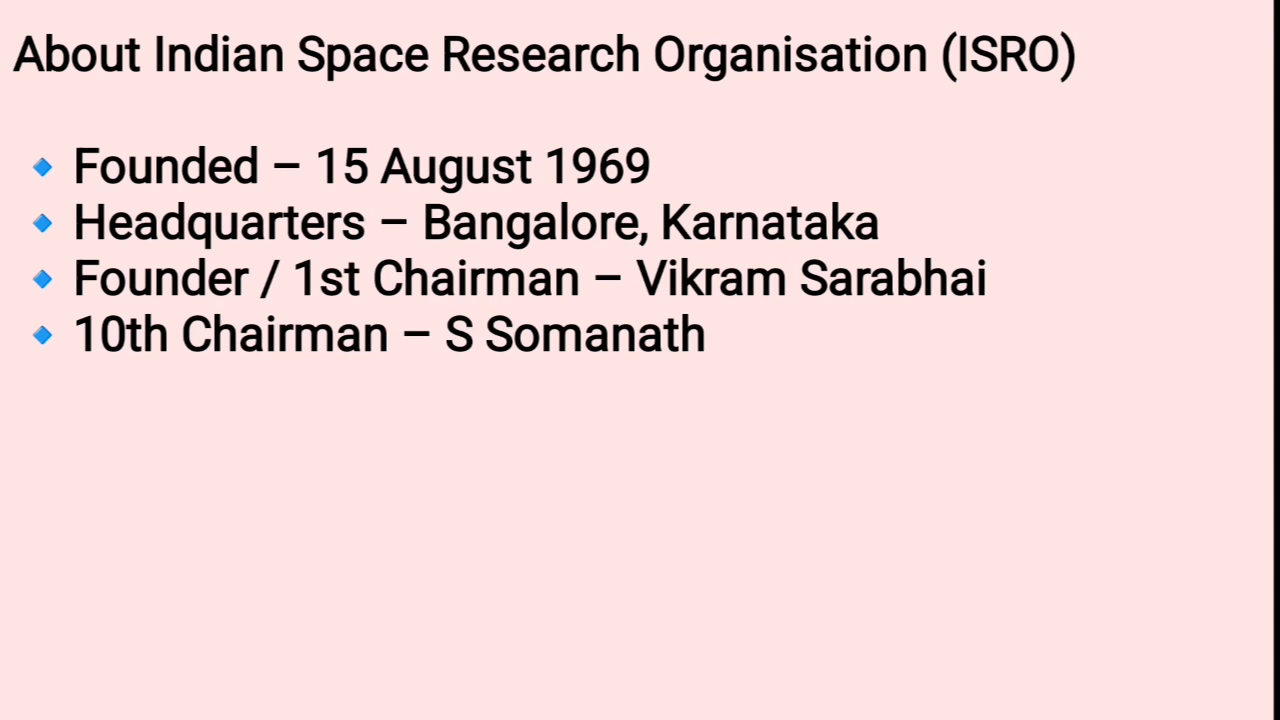 About Indian Space Research Organisation (ISRO)
🔹 Founded – 15 August 1969
🔹 Headquarters – Bangalore, Karnataka
🔹 Founder / 1st Chairman – Vikram Sarabhai
🔹 10th Chairman – S Somanath